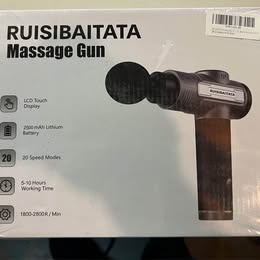 RUISIBAITATA
Massage Gun
LCD Touch
Display
2500 mAh Lithium
Battery
20
20 Speed Modes
5-10 Hours
Working Time
1800-2800R / Min
RUISIBAITATA